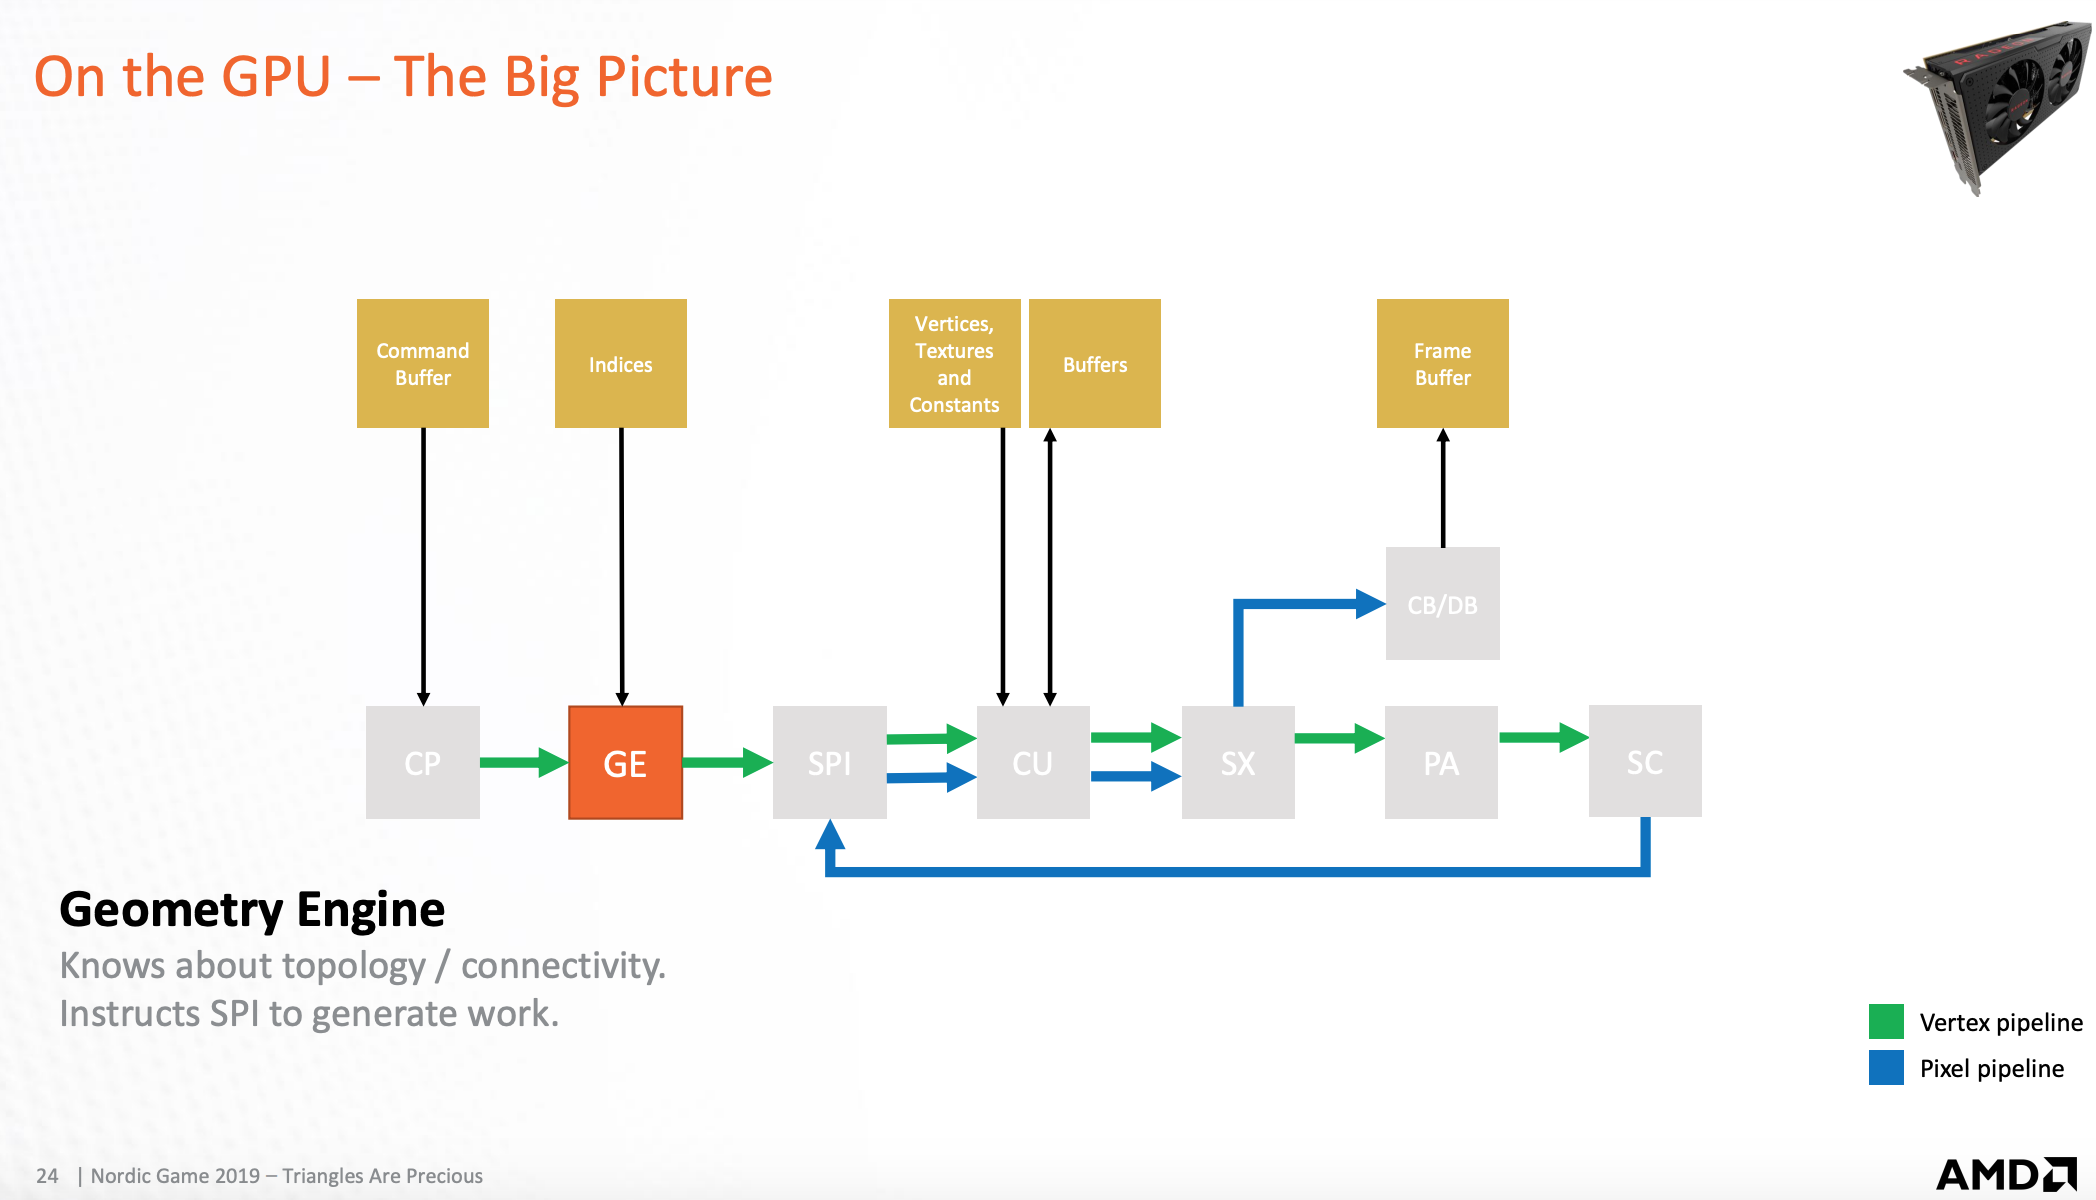 On the GPU – The Big Picture
RADEON
Command
Buffer
Indices
Vertices,
Textures
and
Constants
Buffers
Frame
Buffer
CB/DB
CP
GE
SPI
CU
SX
PA
SC
Geometry Engine
Knows about topology / connectivity.
Instructs SPI to generate work.
Vertex pipeline
Pixel pipeline
24 | Nordic Game 2019 – Triangles Are Precious
AMD